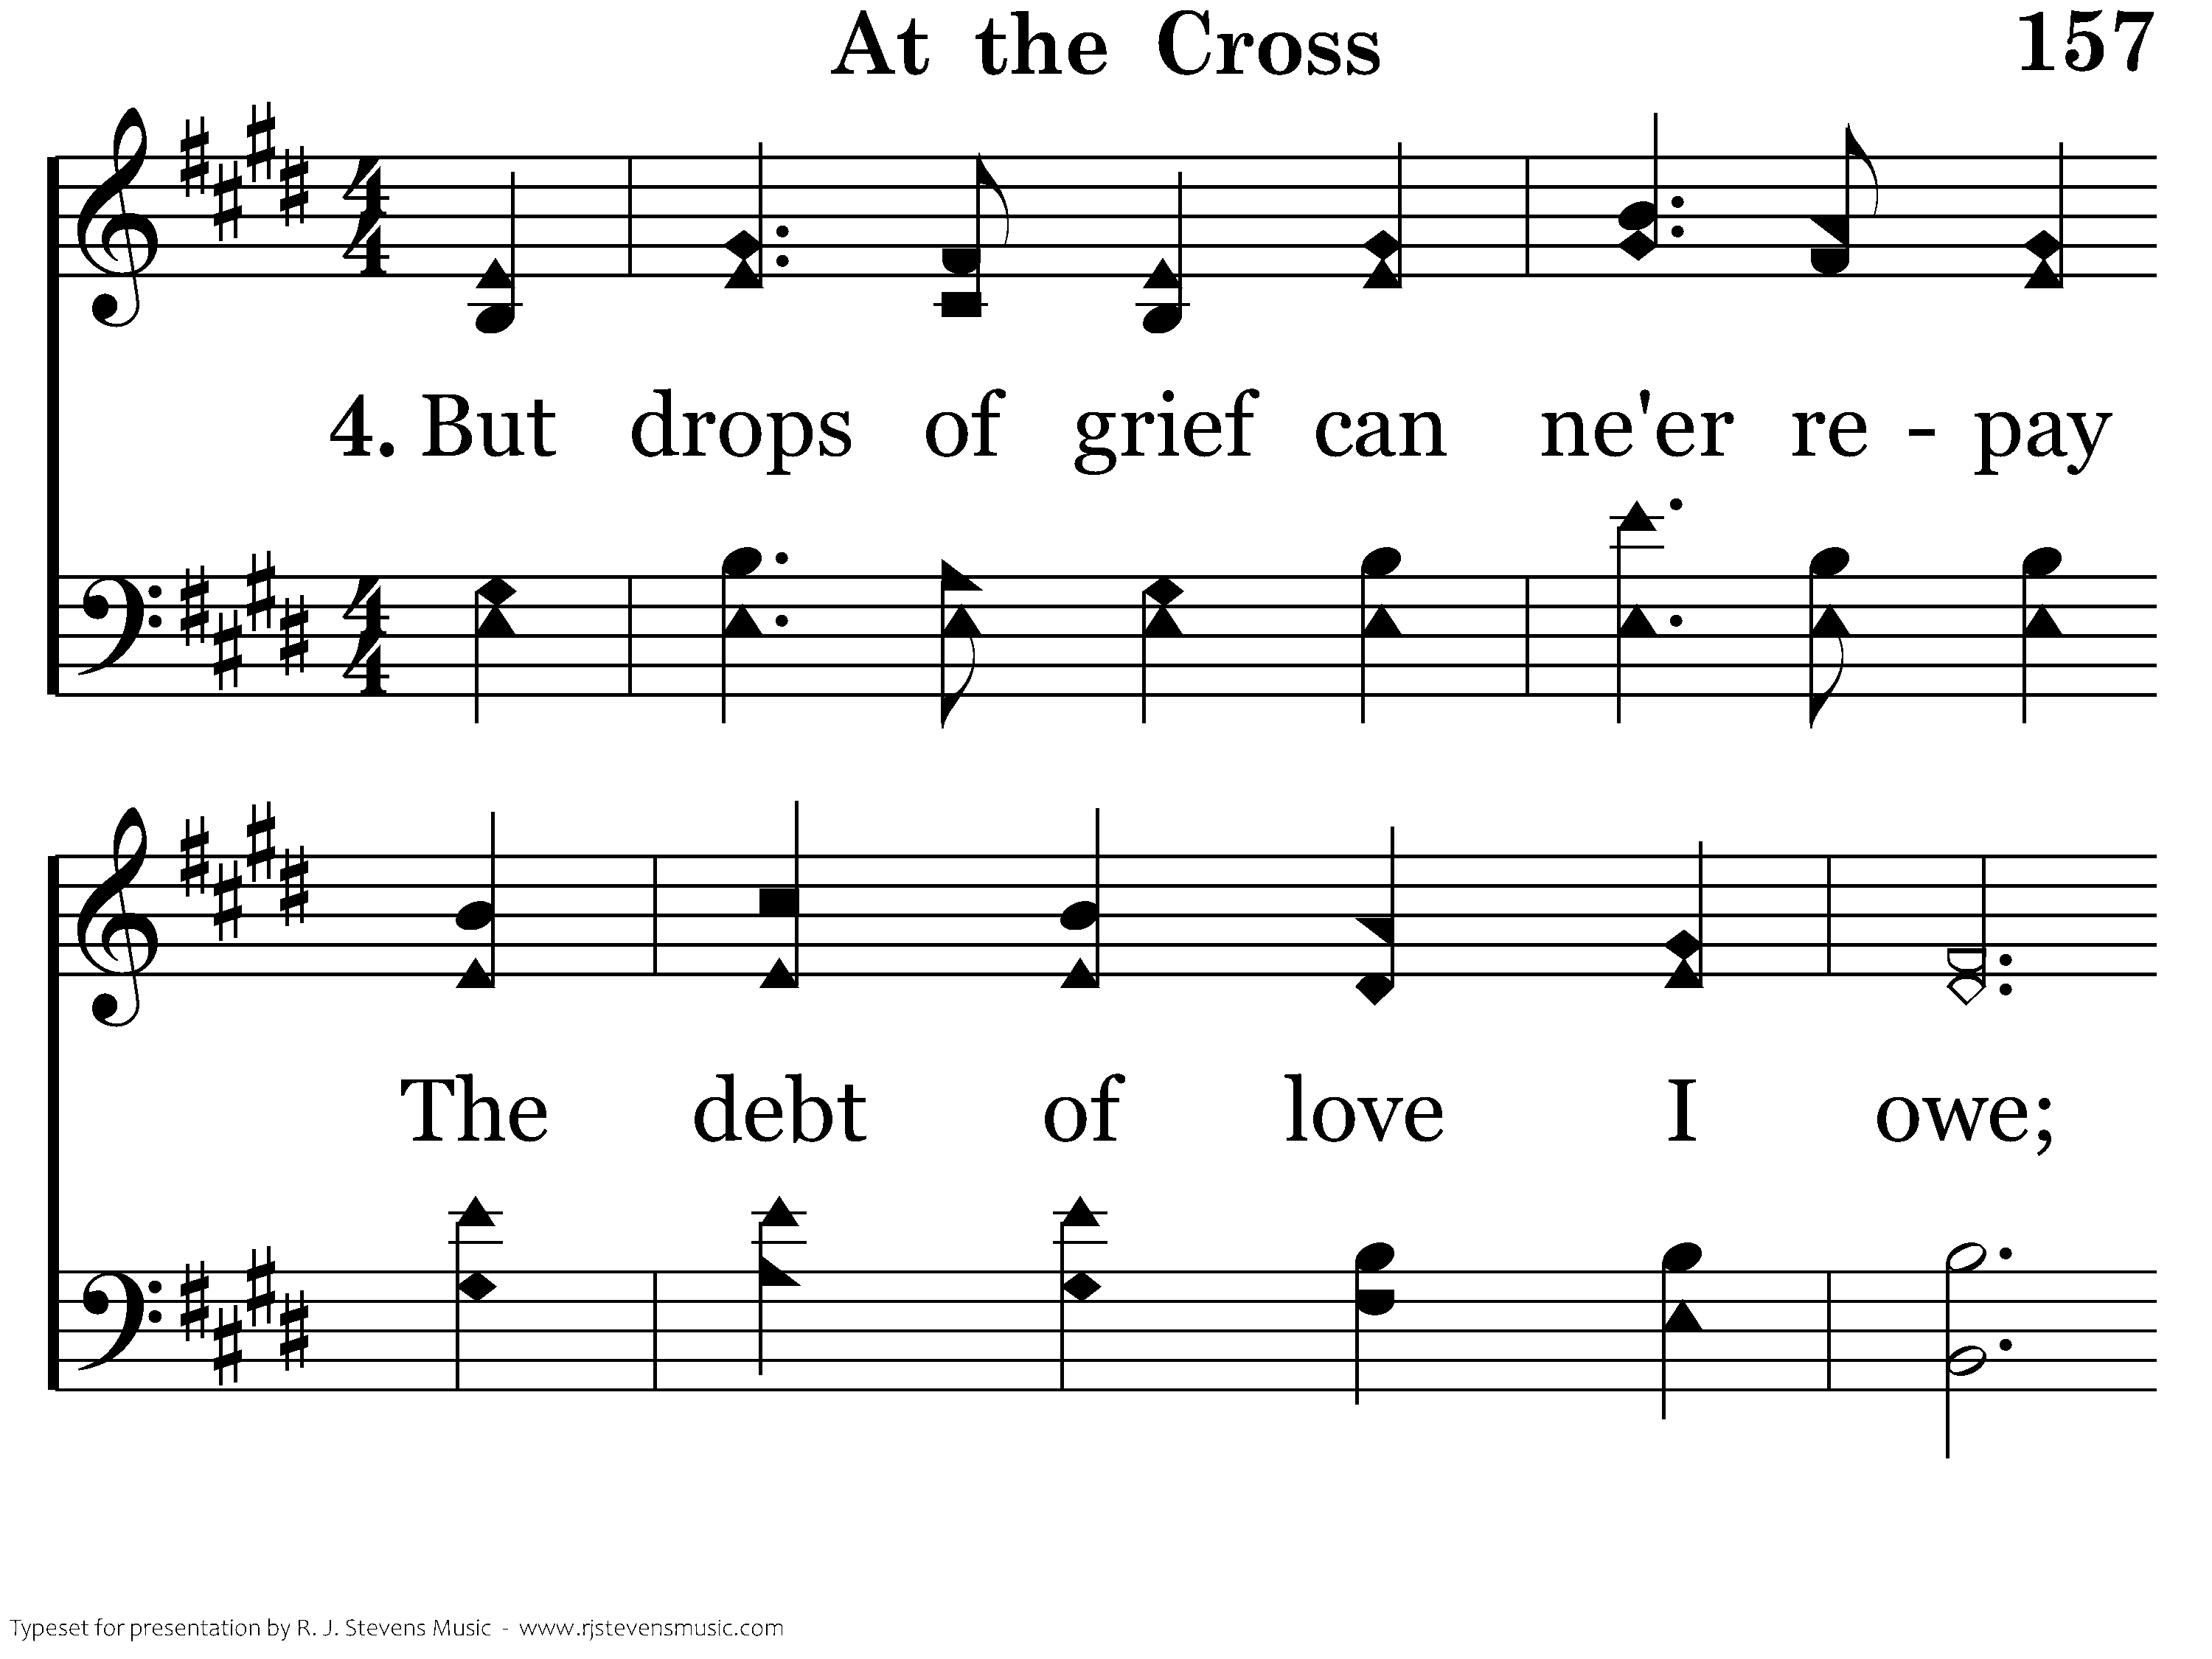 At the Cross 157
4. But drops of grief can ne'er re - pay
The debt of love I owe;
Typeset for presentation by R. J. Stevens Music - www.rjstevensmusic.com